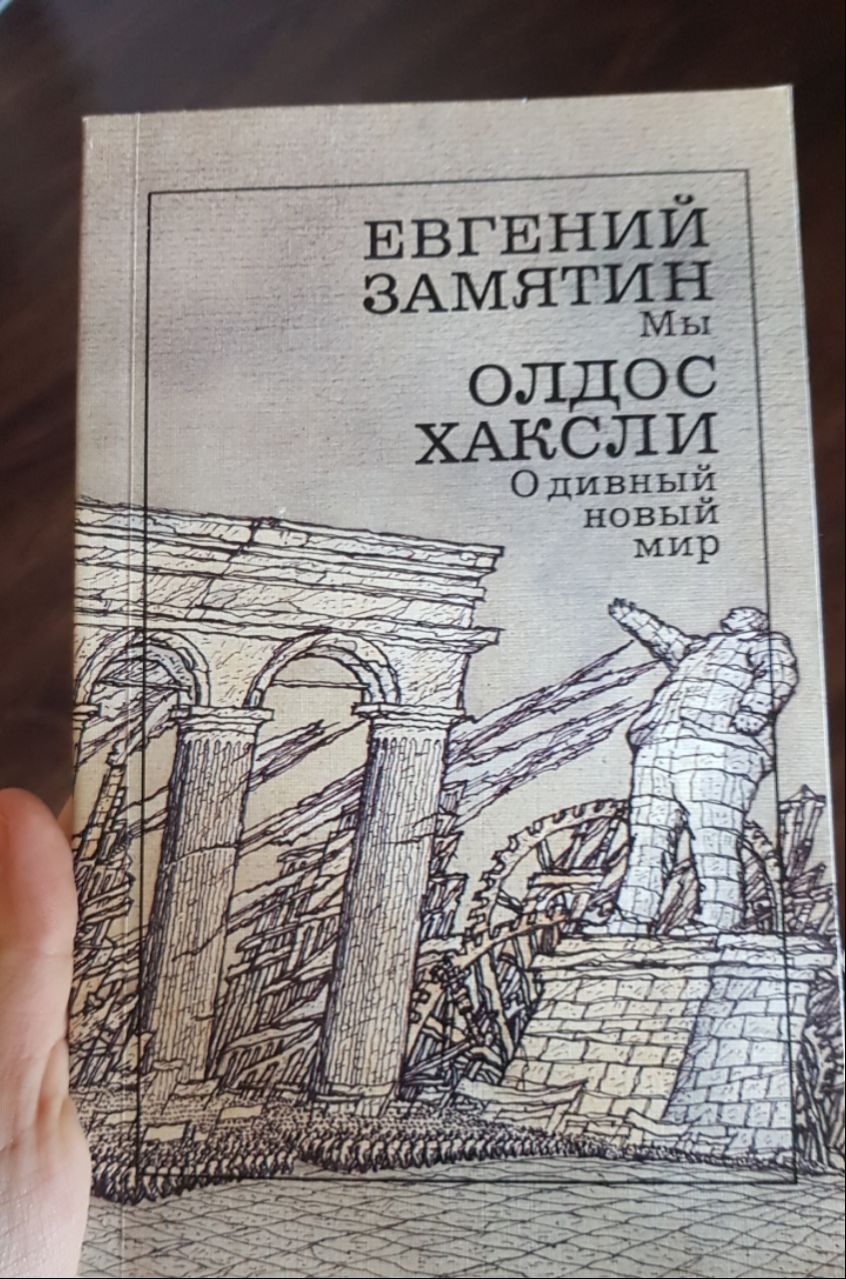 ЕВГЕНИЙ
ЗАМЯТИН
Мы
ОЛДОС
ХАКСЛИ
О дивный
новый
мир